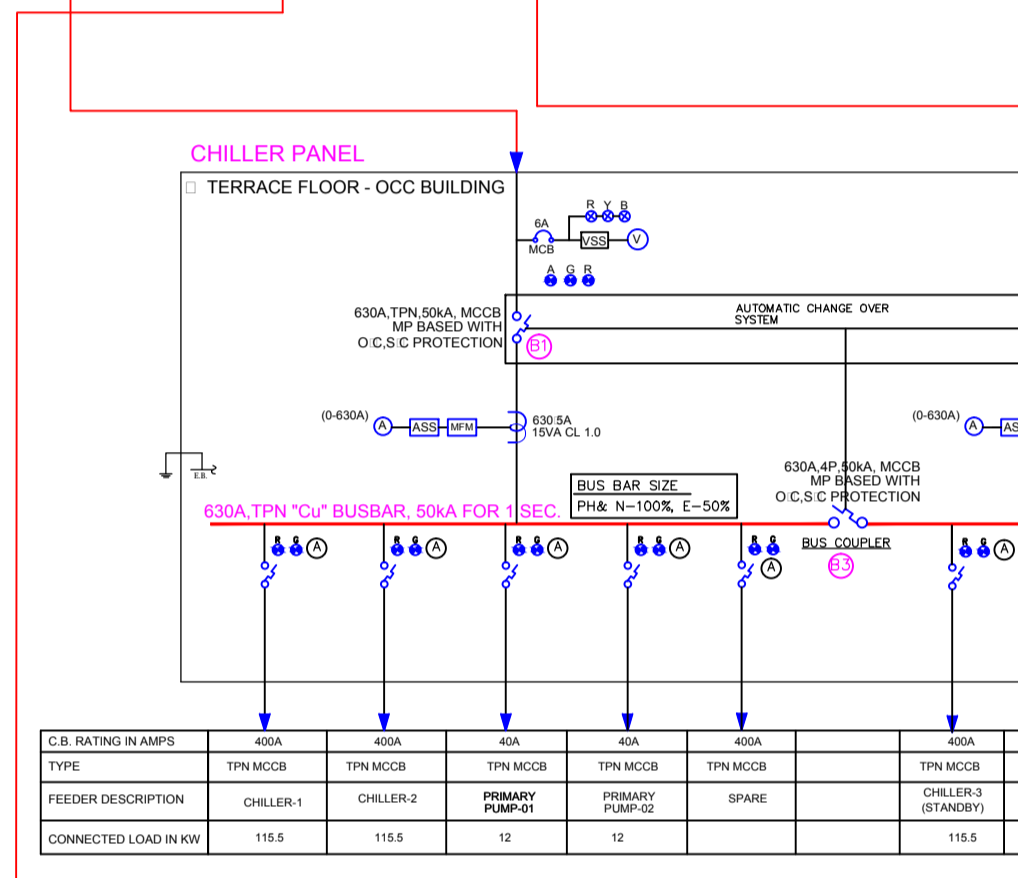 CHILLER PANEL
TERRACE FLOOR - OCC BUILDING
R Y B
6A
MCB
VSS
V
A G R
630A,TPN,50kA, MCCB
MP BASED WITH
O:C,S:C PROTECTION
B1
AUTOMATIC CHANGE OVER
SYSTEM
(0-630A)
A
ASS
MFM
630:5A
15VA CL 1.0
(0-630A)
A
AS
E.B.
BUS BAR SIZE
PH& N-100%, E-50%
630A,4P,50kA, MCCB
MP BASED WITH
O:C,S:C PROTECTION
630A,TPN "Cu" BUSBAR, 50kA FOR 1 SEC.
BUS COUPLER
B3
R G A
R G A
R G A
R G A
R G
A
R G A
C.B. RATING IN AMPS 400A 400A 40A 40A 400A 400A
TYPE TPN MCCB TPN MCCB TPN MCCB TPN MCCB TPN MCCB TPN MCCB
FEEDER DESCRIPTION CHILLER-1 CHILLER-2 PRIMARY PUMP-01 PRIMARY PUMP-02 SPARE CHILLER-3 (STANDBY)
CONNECTED LOAD IN KW 115.5 115.5 12 12 115.5